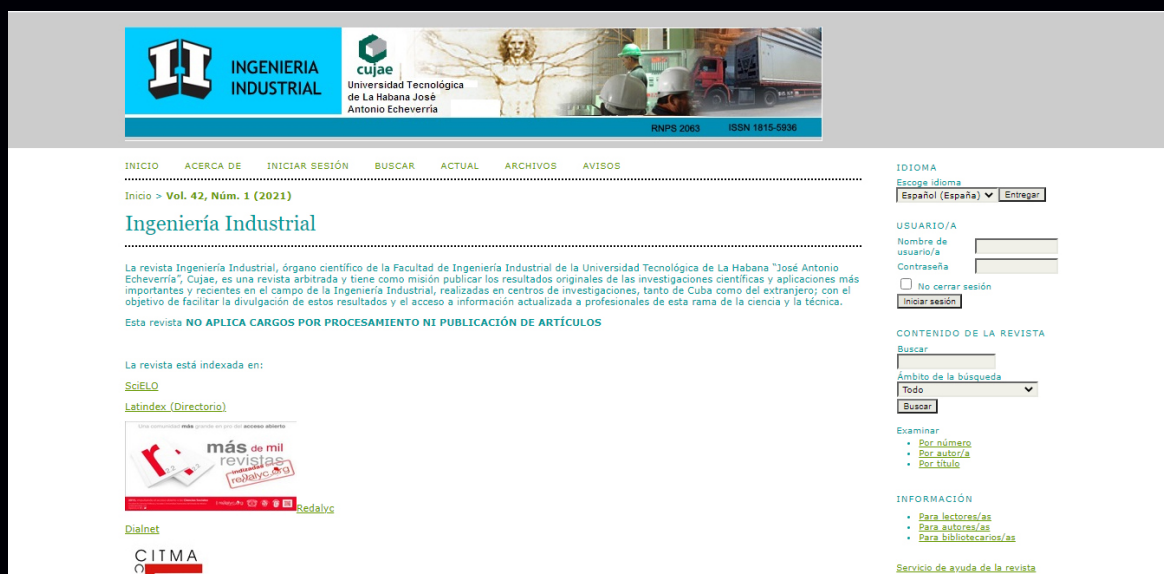 INGENIERIA
INDUSTRIAL
cujae
Universidad Tecnológica
de La Habana José
Antonio Echeverría
RNPS 2063 ISSN 1815-5936
INICIO ACERCA DE INICIAR SESIÓN BUSCAR ACTUAL ARCHIVOS AVISOS
Inicio > Vol. 42, Núm. 1 (2021)
Ingeniería Industrial
La revista Ingeniería Industrial, órgano científico de la Facultad de Ingeniería Industrial de la Universidad Tecnológica de La Habana "José Antonio
Echeverría", Cujae, es una revista arbitrada y tiene como misión publicar los resultados originales de las investigaciones científicas y aplicaciones más
importantes y recientes en el campo de la Ingeniería Industrial, realizadas en centros de investigaciones, tanto de Cuba como del extranjero; con el
objetivo de facilitar la divulgación de estos resultados y el acceso a información actualizada a profesionales de esta rama de la ciencia y la técnica.
Esta revista NO APLICA CARGOS POR PROCESAMIENTO NI PUBLICACIÓN DE ARTÍCULOS
La revista está indexada en:
SciELO
Latindex (Directorio)
Una comunidad más grande en pro del acceso abierto
más de mil
revistas
indizadas
redalyc.org
Redalyc
Dialnet
CITMA
IDIOMA
Escoge idioma
Español (España) Entregar
USUARIO/A
Nombre de
usuario/a
Contraseña
No cerrar sesión
Iniciar sesión
CONTENIDO DE LA REVISTA
Buscar
Ámbito de la búsqueda
Todo
Buscar
Examinar
Por número
Por autor/a
Por título
INFORMACIÓN
Para lectores/as
Para autores/as
Para bibliotecarios/as
Servicio de ayuda de la revista